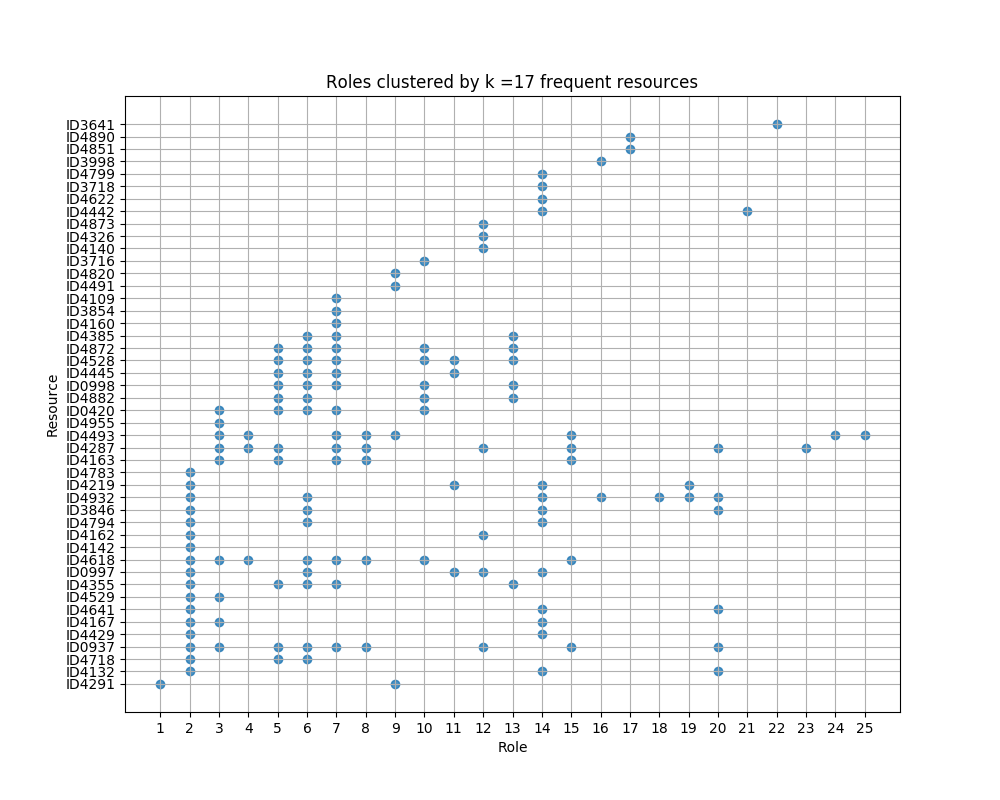 Roles clustered by k =17 frequent resources
Resource
ID3641
ID4890
ID4851
ID3998
ID4799
ID3718
ID4622
ID4442
ID4873
ID4326
ID4140
ID3716
ID4820
ID4491
ID4109
ID3854
ID4160
ID4385
ID4872
ID4528
ID4445
ID0998
ID4882
ID0420
ID4955
ID4493
ID4287
ID4163
ID4783
ID4219
ID4932
ID3846
ID4794
ID4162
ID4142
ID4618
ID0997
ID4355
ID4529
ID4641
ID4167
ID4429
ID0937
ID4718
ID4132
ID4291
1 2 3 4 5 6 7 8 9 10 11 12 13 14 15 16 17 18 19 20 21 22 23 24 25
Role